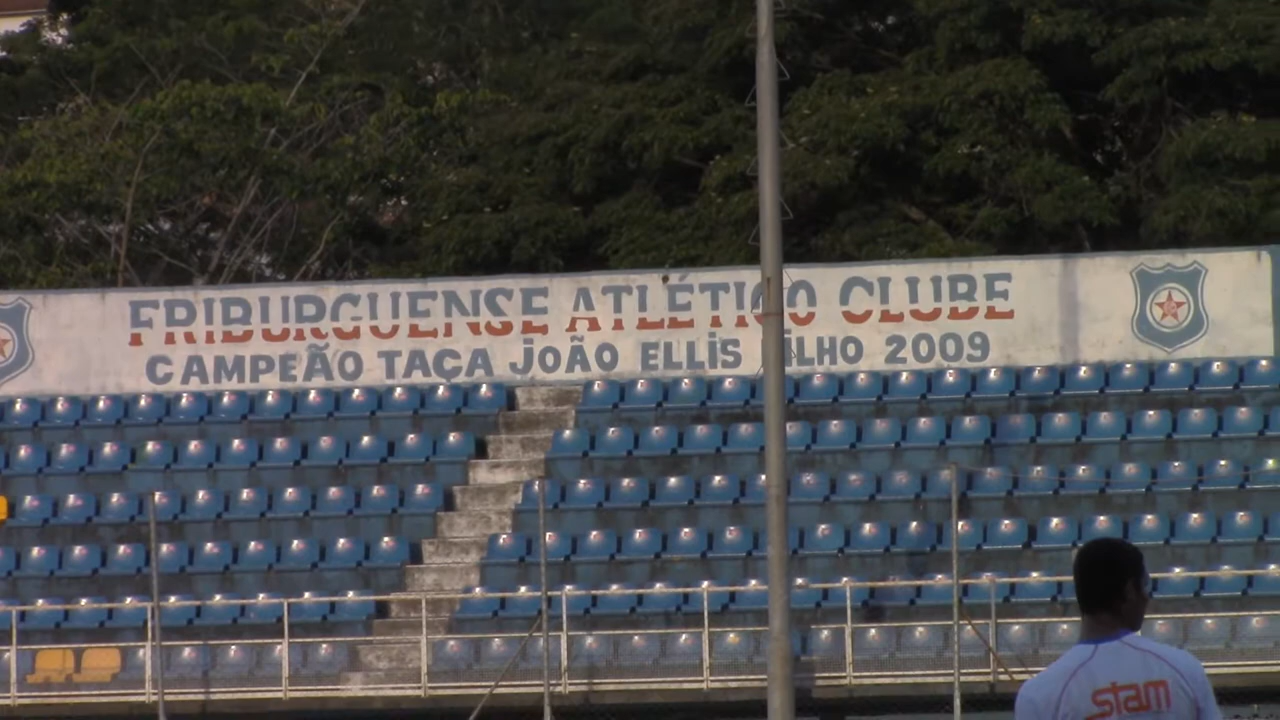 FRIBURGUENSE ATLÉTICO CLUBE
CAMPEÃO TAÇA JOÃO ELLIS FILHO 2009
stam